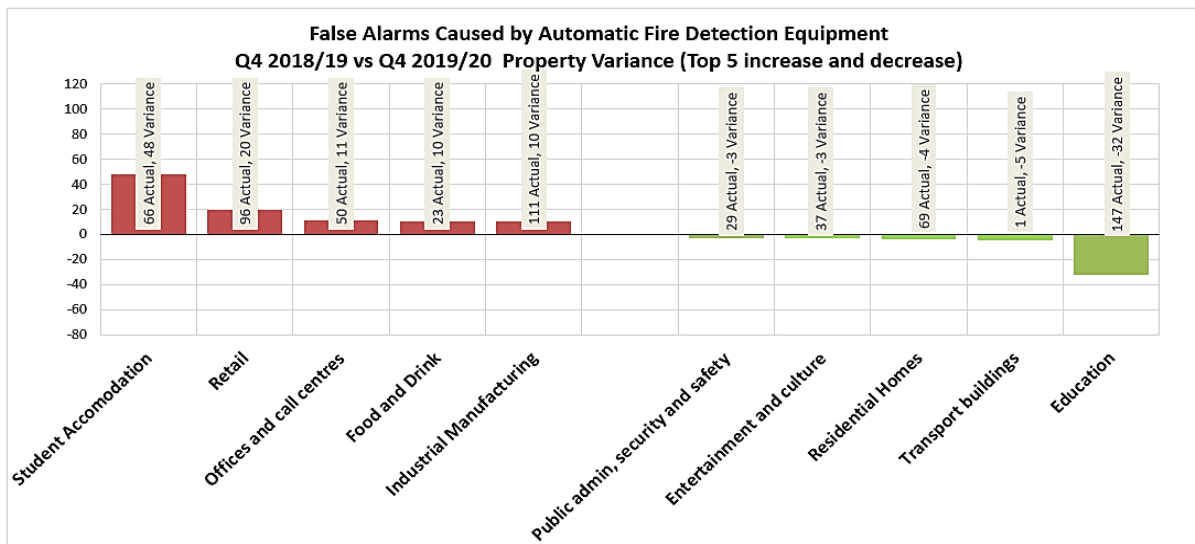 False Alarms Caused by Automatic Fire Detection Equipment
Q4 2018/19 vs Q4 2019/20 Property Variance (Top 5 increase and decrease)
120
100
80
60
40
20
0
-20
-40
-60
-80
66 Actual, 48 Variance
96 Actual, 20 Variance
50 Actual, 11 Variance
23 Actual, 10 Variance
111 Actual, 10 Variance
29 Actual, -3 Variance
37 Actual, -3 Variance
69 Actual, -4 Variance
1 Actual, -5 Variance
147 Actual, -32 Variance
Student Accomodation
Retail
Offices and call centres
Food and Drink
Industrial Manufacturing
Public admin, security and safety
Entertainment and culture
Residential Homes
Transport buildings
Education